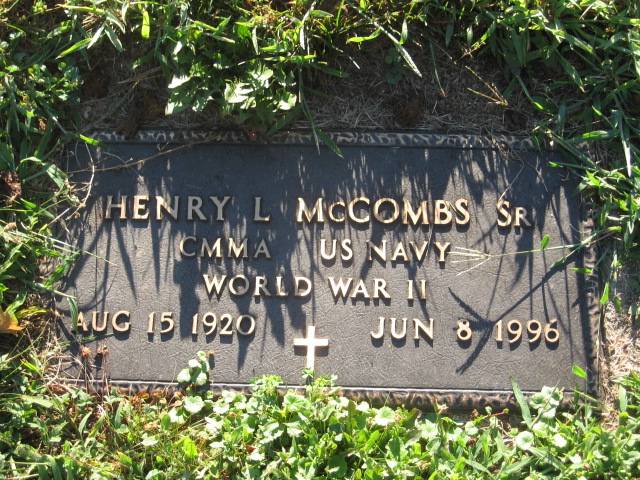 HENRY L McCOMBS SR
CMMA US NAVY
WORLD WAR II
AUG 15 1920 JUN 8 1996